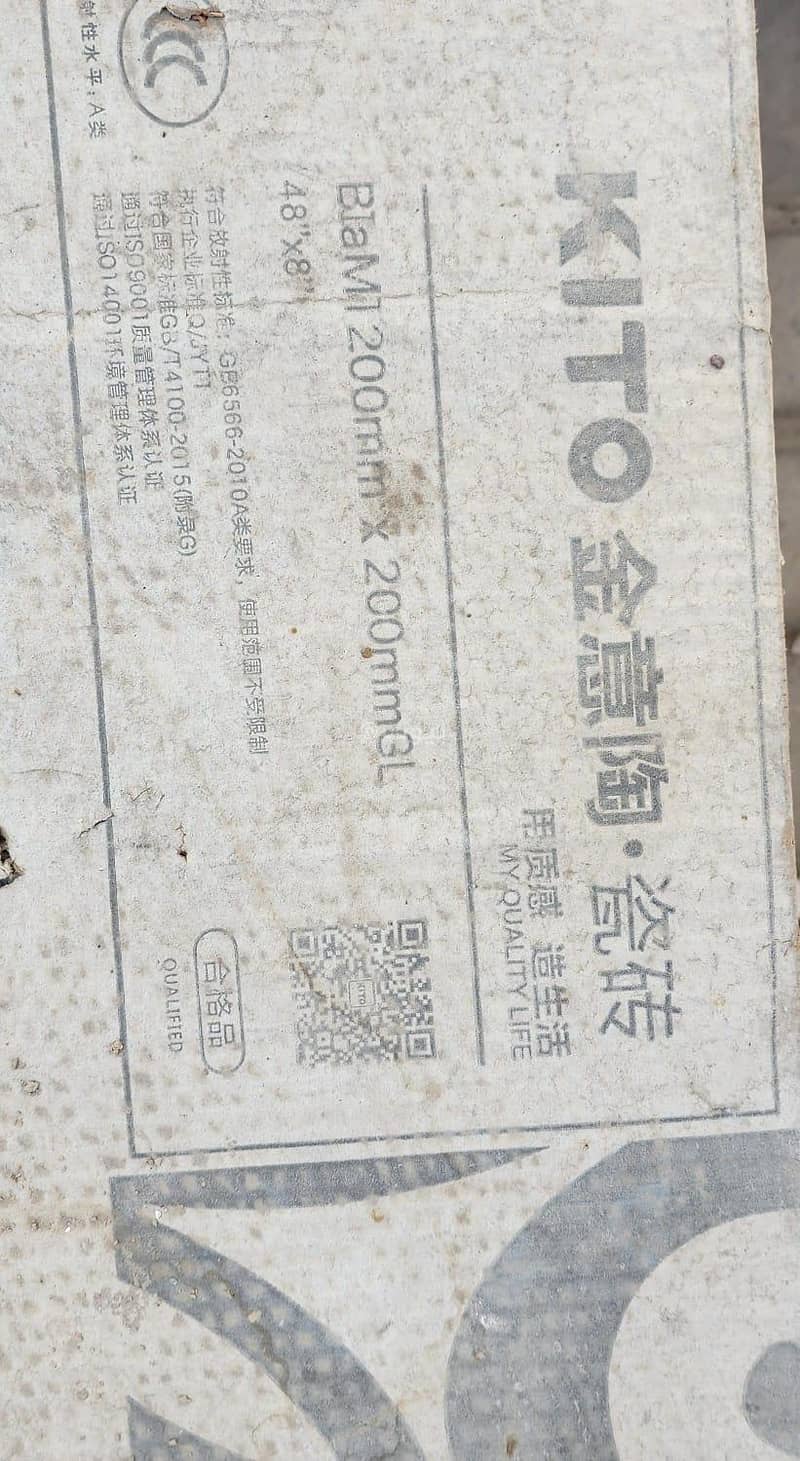 KITO 金意陶·瓷砖
用质感 造生活
MY QUALITY LIFE
BIaM1200mm X 200mmGL
/48"x8"
符合放射性标准：GB6566-2010A类要求，使用范围不受限制
执行企业标准Q/JYT1
符合国家标准GB/T4100-2015(附录G)
通过ISO9001质量管理体系认证
通过ISO14001环境管理体系认证
合格品
QUALIFIED
KITO
CCC
射性水平：A类